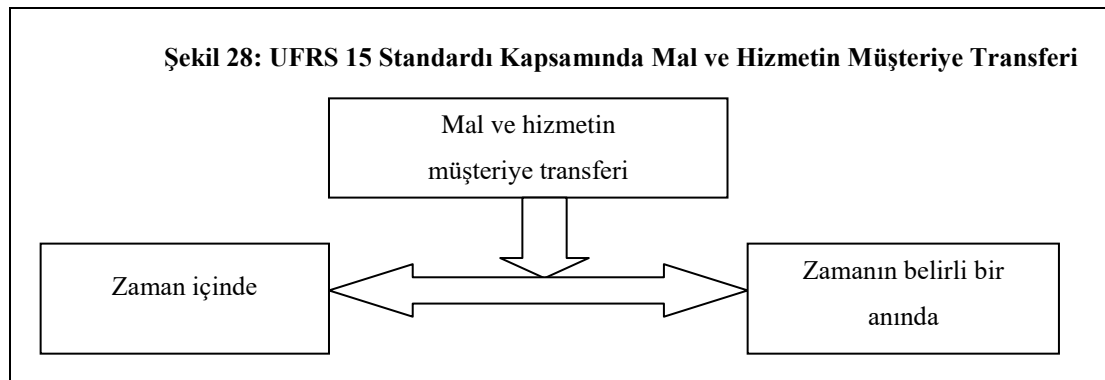 Şekil 28: UFRS 15 Standardı Kapsamında Mal ve Hizmetin Müşteriye Transferi
Mal ve hizmetin
müşteriye transferi
Zaman içinde
Zamanın belirli bir
anında